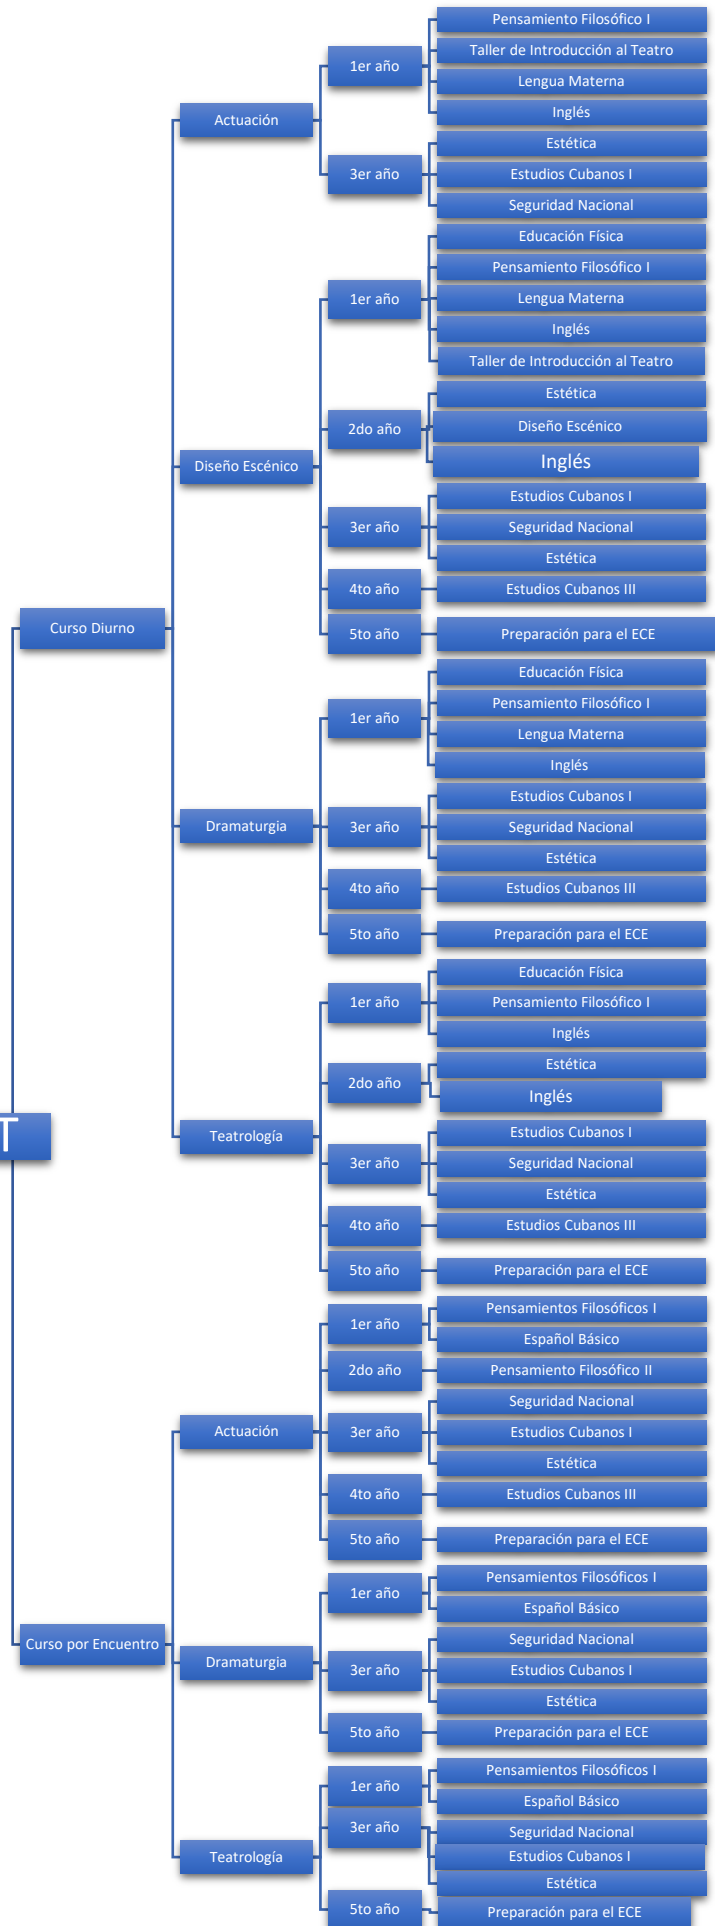 Pensamiento Filosófico I
Taller de Introducción al Teatro
1er año
Lengua Materna
Inglés
Actuación
Estética
3er año
Estudios Cubanos I
Seguridad Nacional
Educación Física
Pensamiento Filosófico I
1er año
Lengua Materna
Inglés
Taller de Introducción al Teatro
Estética
2do año
Diseño Escénico
Inglés
Diseño Escénico
Estudios Cubanos I
3er año
Seguridad Nacional
Estética
4to año
Estudios Cubanos III
Curso Diurno
5to año
Preparación para el ECE
Educación Física
Pensamiento Filosófico I
1er año
Lengua Materna
Inglés
Estudios Cubanos I
Dramaturgia
3er año
Seguridad Nacional
Estética
4to año
Estudios Cubanos III
5to año
Preparación para el ECE
Educación Física
1er año
Pensamiento Filosófico I
Inglés
Estética
2do año
Inglés
T
Teatrología
Estudios Cubanos I
3er año
Seguridad Nacional
Estética
4to año
Estudios Cubanos III
5to año
Preparación para el ECE
Pensamientos Filosóficos I
1er año
Español Básico
2do año
Pensamiento Filosófico II
Seguridad Nacional
Actuación
3er año
Estudios Cubanos I
Estética
4to año
Estudios Cubanos III
5to año
Preparación para el ECE
Pensamientos Filosóficos I
1er año
Español Básico
Curso por Encuentro
Seguridad Nacional
Dramaturgia
3er año
Estudios Cubanos I
Estética
5to año
Preparación para el ECE
Pensamientos Filosóficos I
1er año
Español Básico
3er año
Seguridad Nacional
Teatrología
Estudios Cubanos I
Estética
5to año
Preparación para el ECE